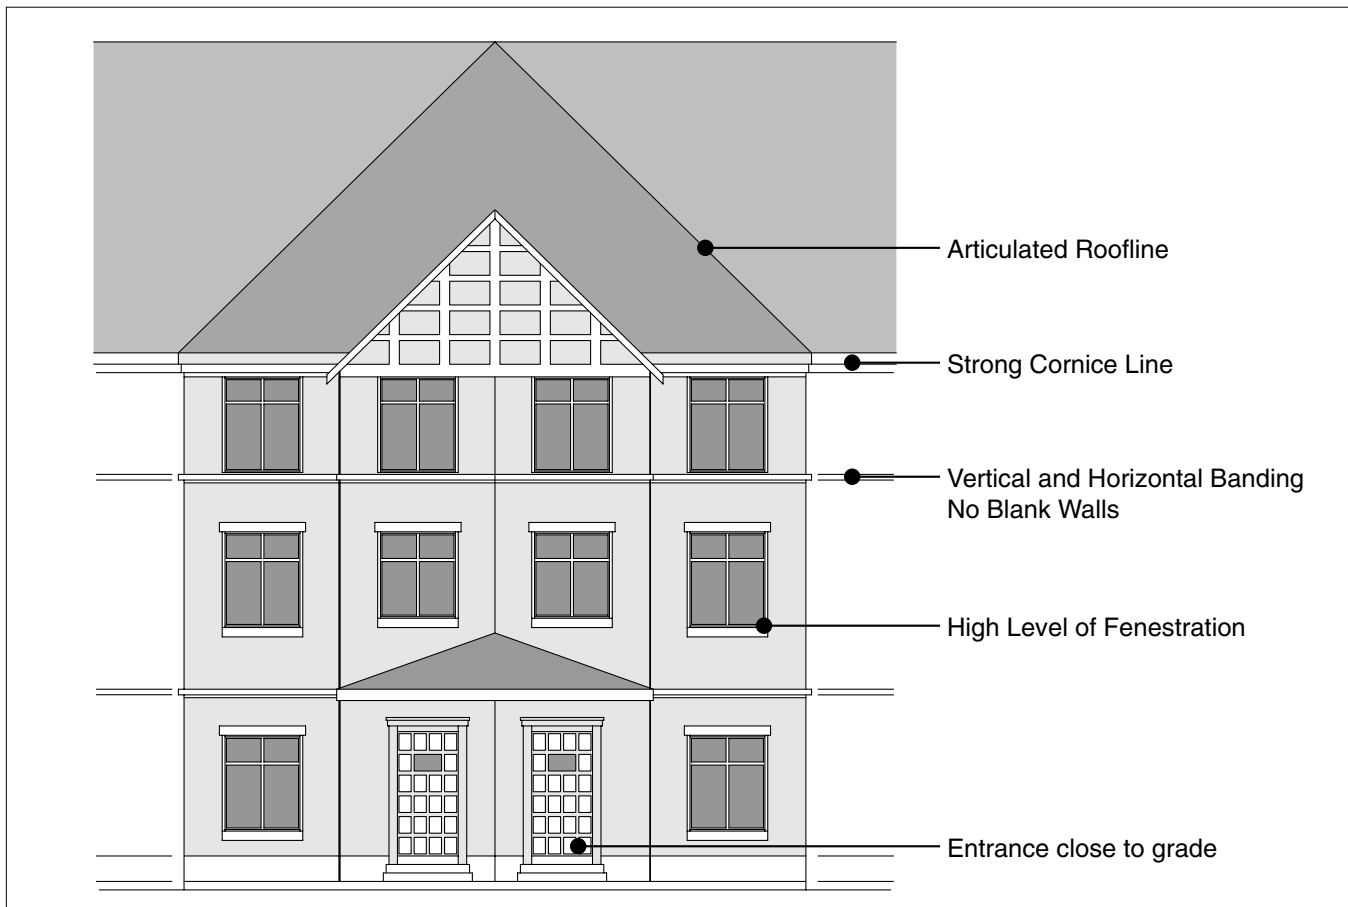 Articulated Roofline
Strong Cornice Line
Vertical and Horizontal Banding
No Blank Walls
High Level of Fenestration
Entrance close to grade